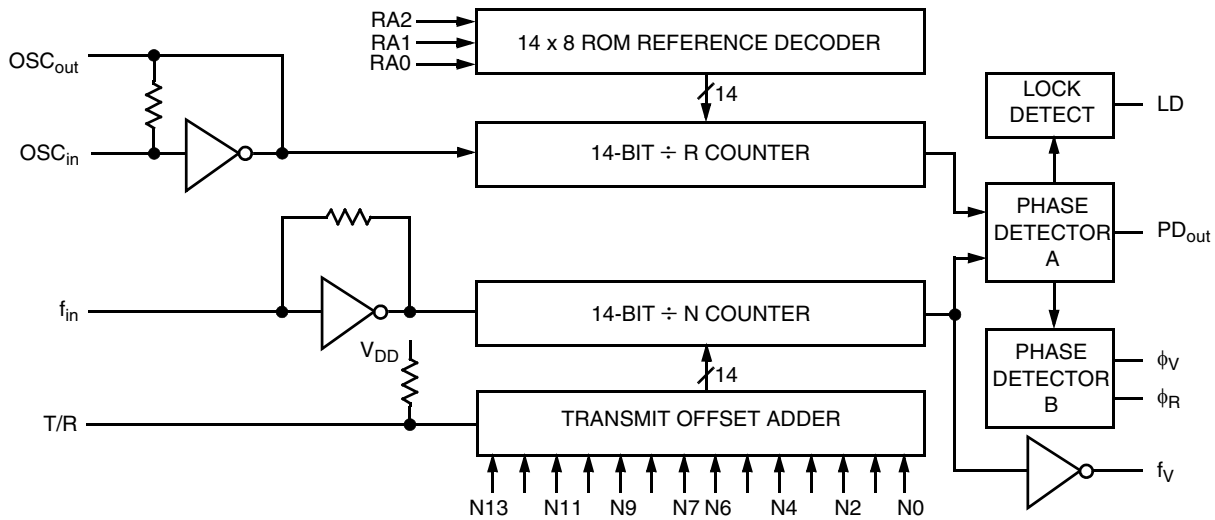 RA2
RA1
RA0
14 x 8 ROM REFERENCE DECODER
OSCout
14
LOCK
DETECT
LD
OSCin
14-BIT ÷ R COUNTER
PHASE
DETECTOR
A
PDout
fin
14-BIT ÷ N COUNTER
VDD
14
PHASE
DETECTOR
B
ϕV
ϕR
T/R
TRANSMIT OFFSET ADDER
fV
N13 N11 N9 N7 N6 N4 N2 N0